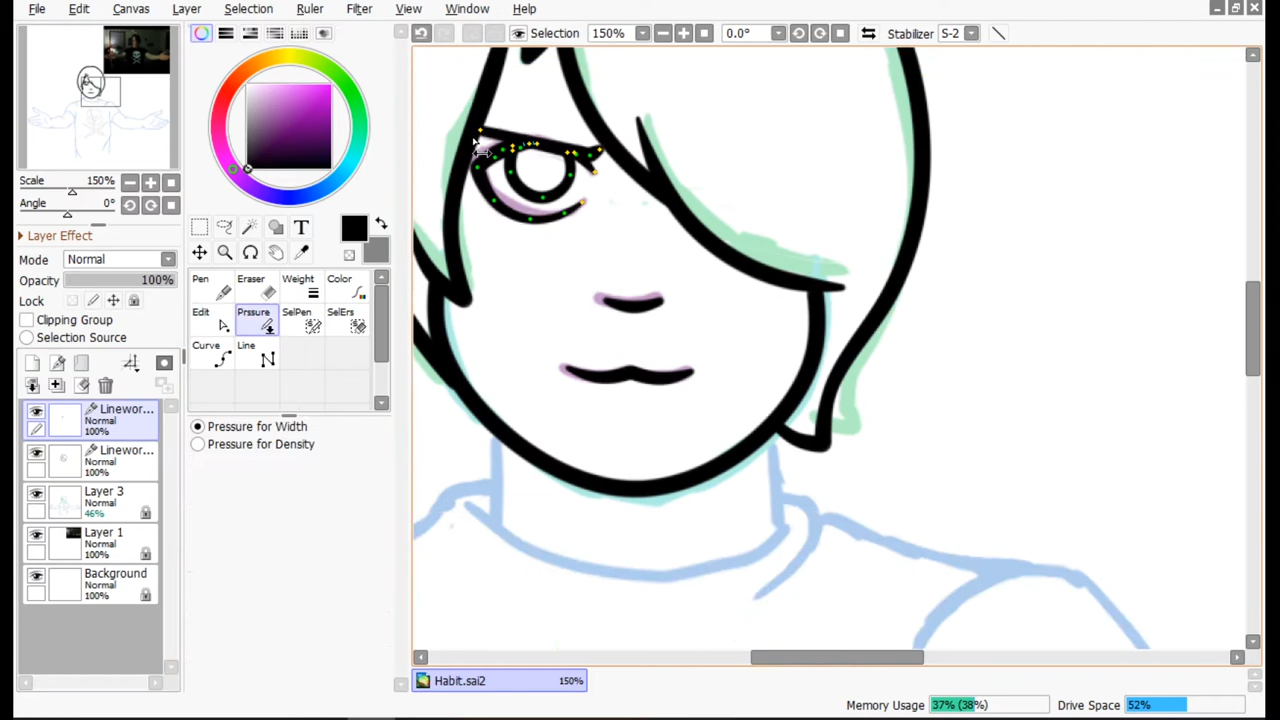 File Edit Canvas Layer Selection Ruler Filter View Window Help
Selection 150% 0.0° Stabilizer S-2
Scale 150%
Angle 0°
Layer Effect
Mode Normal
Opacity 100%
Lock
Clipping Group
Selection Source
T
Pen Eraser Weight Color
Edit Prssure SelPen SelErs
Curve Line
Pressure for Width
Pressure for Density
Linewor...
Normal
100%
Linewor...
Normal
100%
Layer 3
Normal
46%
Layer 1
Normal
100%
Background
Normal
100%
Habit.sai2 150%
Memory Usage 37% (38%) Drive Space 52%